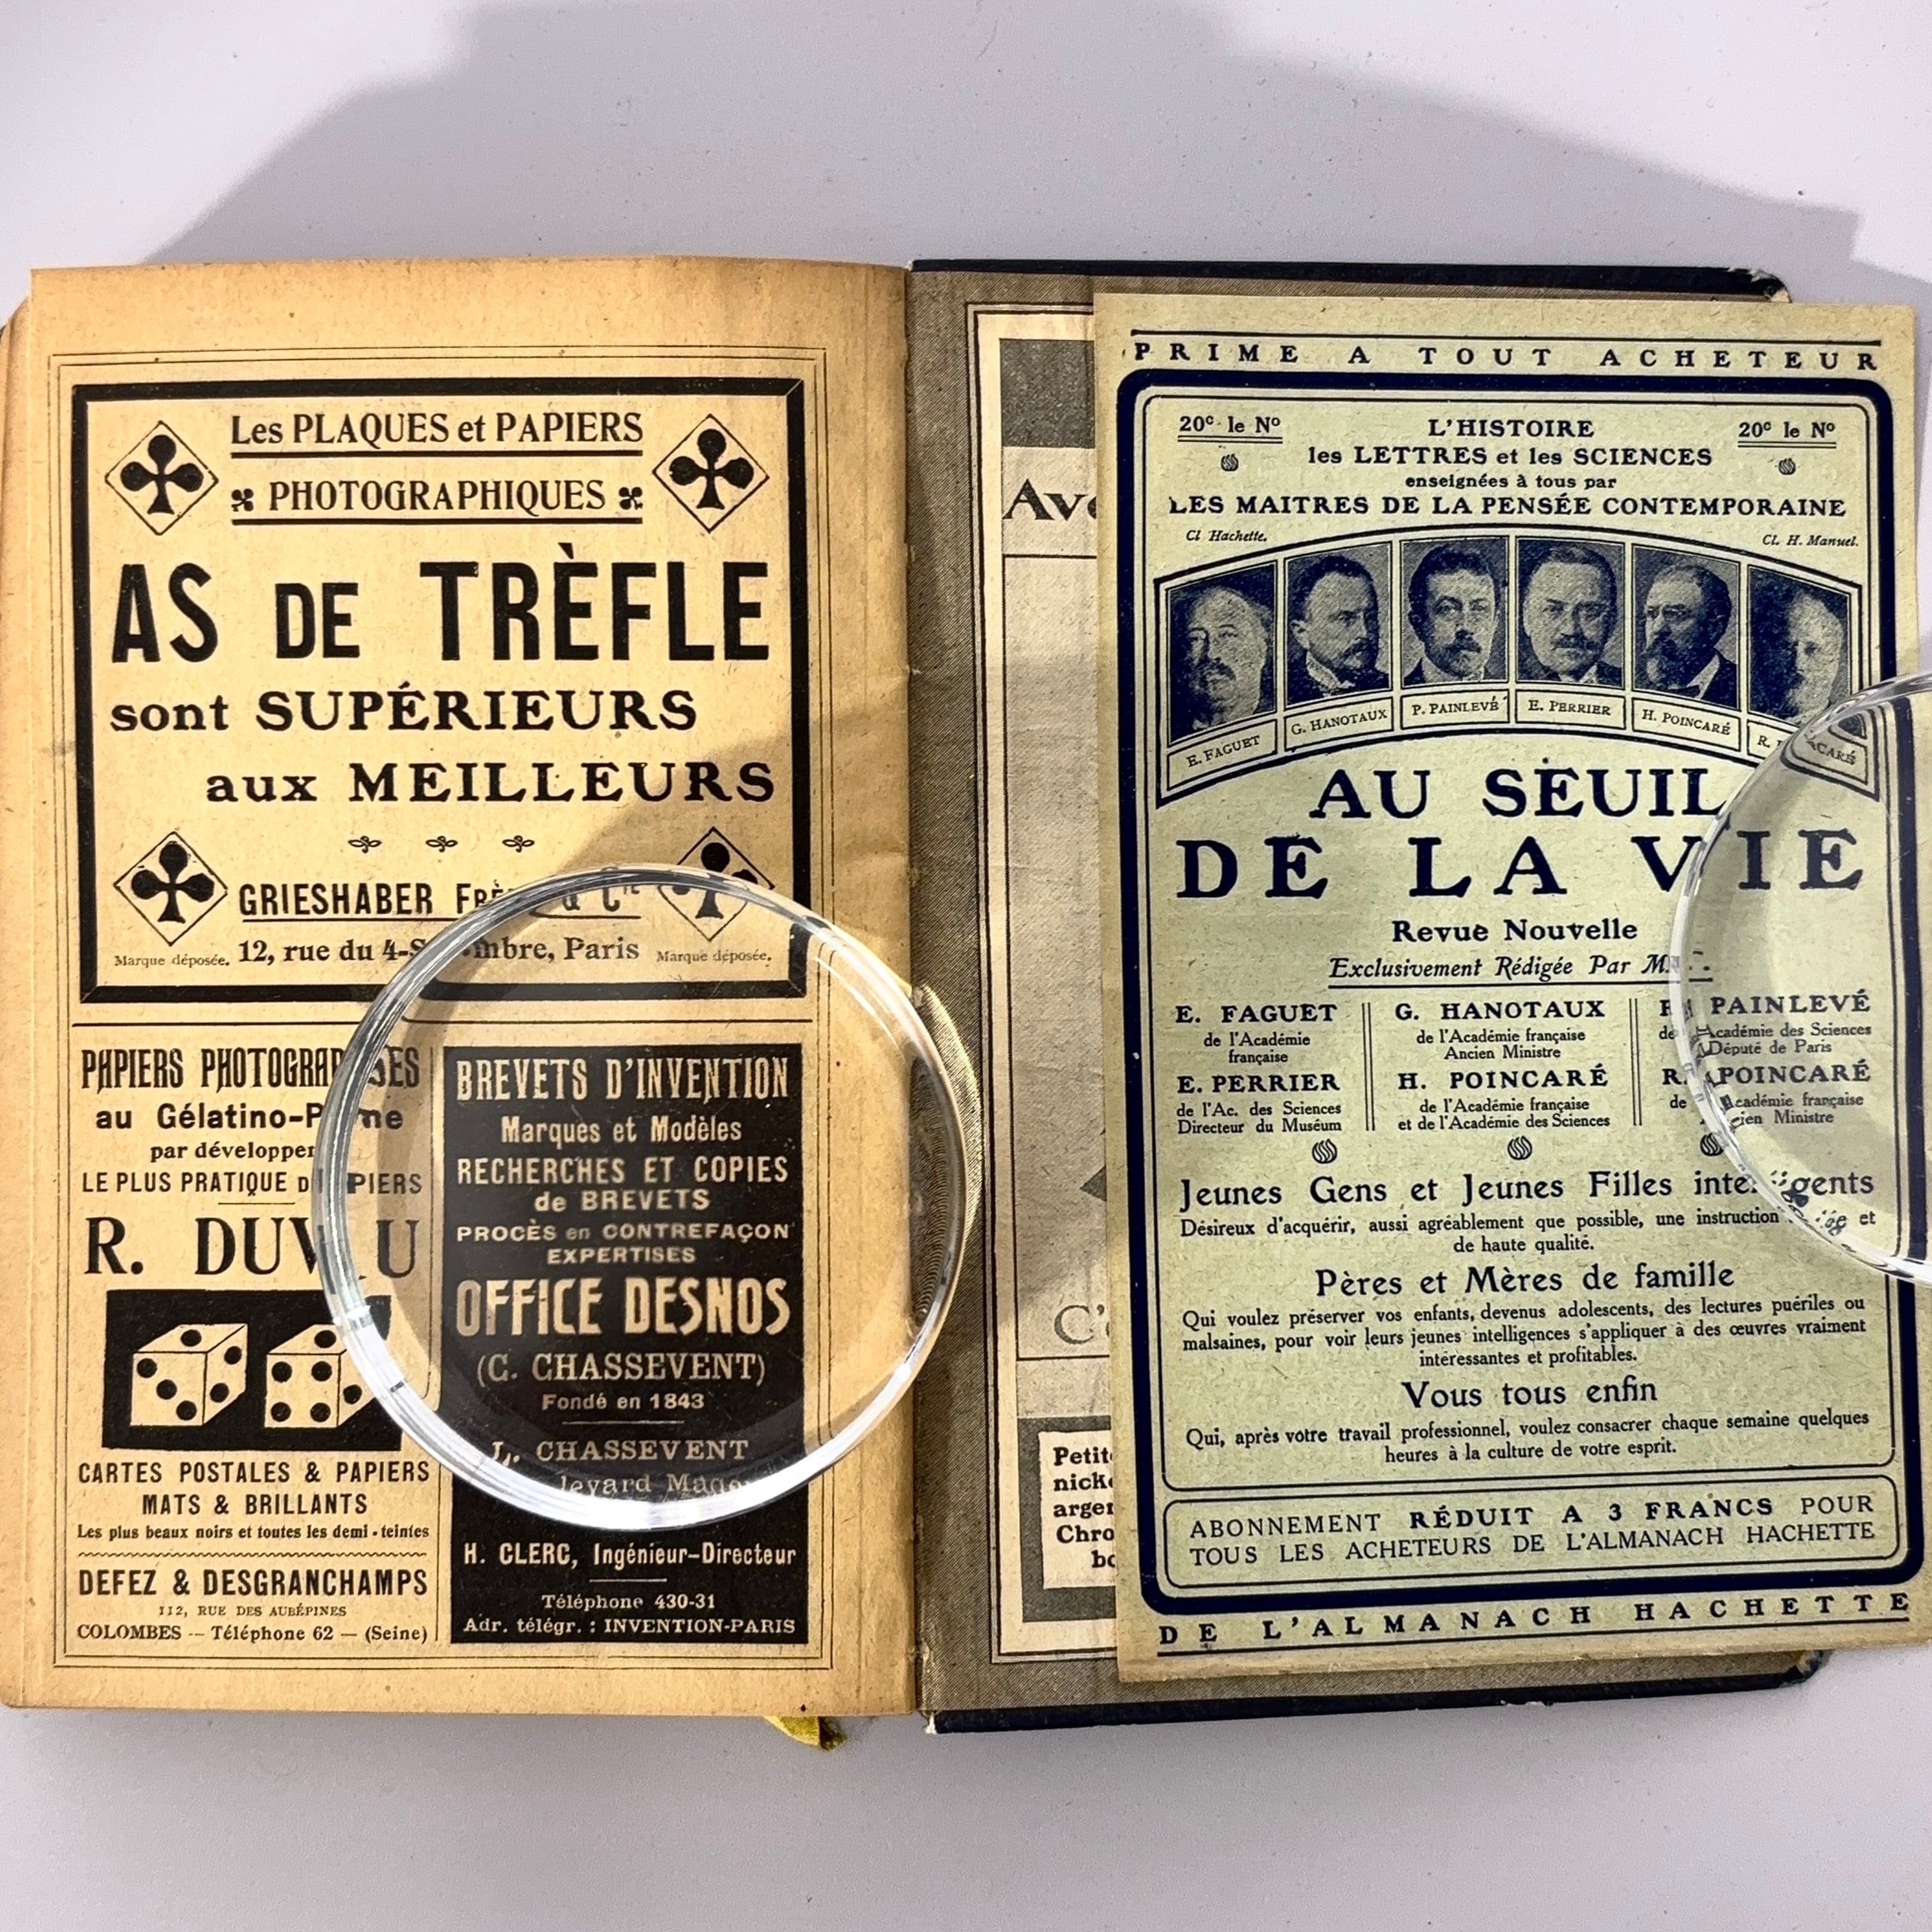 Les PLAQUES et PAPIERS
PHOTOGRAPHIQUES
AS DE TRÈFLE
sont SUPÉRIEURS
aux MEILLEURS
GRIESHABER & Cie
12, rue du Paris
Marque déposée.
Marque déposée.
PAPIERS
au
par
LE PLUS PRATIQUE
R.
CARTES POSTALES & PAPIERS
MATS & BRILLANTS
Les plus beaux noirs et toutes les demi-teintes
DEFEZ & DESGRANCHAMPS
112, RUE DES AUBÉPINES
COLOMBES — Téléphone 62 — (Seine)
BREVETS D'INVENTION
Marques et Modèles
RECHERCHES ET COPIES
de BREVETS
PROCÈS en CONTREFAÇON
EXPERTISES
OFFICE DESNOS
(C. CHASSEVENT)
Fondé en 1843
CHASSEVENT
H. CLERC, Ingénieur-Directeur
Téléphone 430-31
Adr. télégr. : INVENTION-PARIS
PRIME A TOUT ACHETEUR
20c. le No
L'HISTOIRE
20c le No
les LETTRES et les SCIENCES
enseignées à tous par
LES MAITRES DE LA PENSÉE CONTEMPORAINE
Cl Hachette.
Cl. H. Manuel.
E. FAGUET
G. HANOTAUX
P. PAINLEVÉ
E. PERRIER
H. POINCARÉ
R.
AU SEUIL
DE LA VIE
Revue Nouvelle
Exclusivement Rédigée Par
E. FAGUET
de l'Académie
française
G. HANOTAUX
de l'Académie française
Ancien Ministre
PAINLEVÉ
Académie des Sciences
Député de Paris
E. PERRIER
de l'Ac. des Sciences
Directeur du Muséum
H. POINCARÉ
de l'Académie française
et de l'Académie des Sciences
R. POINCARÉ
de Académie française
Ministre
Jeunes Gens et Jeunes Filles intelligents
Désireux d'acquérir, aussi agréablement que possible, une instruction et
de haute qualité.
Pères et Mères de famille
Qui voulez préserver vos enfants, devenus adolescents, des lectures puériles ou
malsaines, pour voir leurs jeunes intelligences s'appliquer à des œuvres vraiment
intéressantes et profitables.
Vous tous enfin
Qui, après votre travail professionnel, voulez consacrer chaque semaine quelques
heures à la culture de votre esprit.
ABONNEMENT RÉDUIT A 3 FRANCS POUR
TOUS LES ACHETEURS DE L'ALMANACH HACHETTE
DE L'ALMANACH HACHETTE